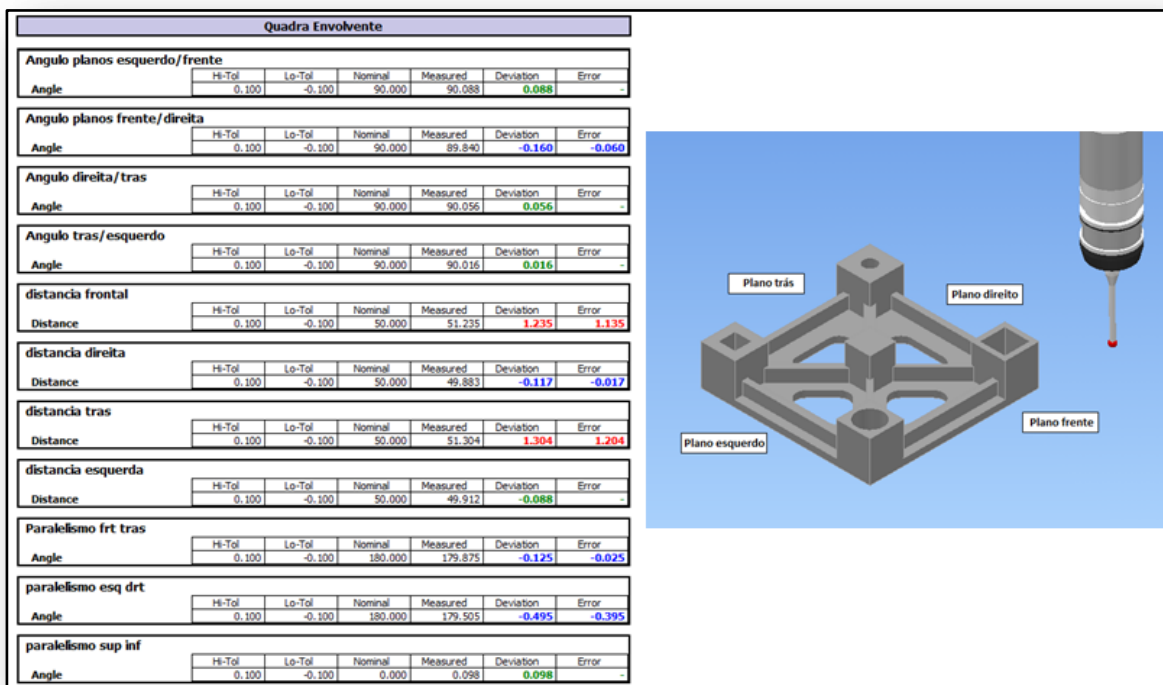 Quadra Envolvente
Angulo planos esquerdo/frente
Hi-Tol Lo-Tol Nominal Measured Deviation Error
Angle 0.100 -0.100 90.000 90.088 0.088 -
Angulo planos frente/direita
Hi-Tol Lo-Tol Nominal Measured Deviation Error
Angle 0.100 -0.100 90.000 89.840 -0.160 -0.060
Angulo direita/tras
Hi-Tol Lo-Tol Nominal Measured Deviation Error
Angle 0.100 -0.100 90.000 90.056 0.056 -
Angulo tras/esquerdo
Hi-Tol Lo-Tol Nominal Measured Deviation Error
Angle 0.100 -0.100 90.000 90.016 0.016 -
distancia frontal
Hi-Tol Lo-Tol Nominal Measured Deviation Error
Distance 0.100 -0.100 50.000 51.235 1.235 1.135
distancia direita
Hi-Tol Lo-Tol Nominal Measured Deviation Error
Distance 0.100 -0.100 50.000 49.883 -0.117 -0.017
distancia tras
Hi-Tol Lo-Tol Nominal Measured Deviation Error
Distance 0.100 -0.100 50.000 51.304 1.304 1.204
distancia esquerda
Hi-Tol Lo-Tol Nominal Measured Deviation Error
Distance 0.100 -0.100 50.000 49.912 -0.088 -
Paralelismo frt tras
Hi-Tol Lo-Tol Nominal Measured Deviation Error
Angle 0.100 -0.100 180.000 179.875 -0.125 -0.025
paralelismo esq drt
Hi-Tol Lo-Tol Nominal Measured Deviation Error
Angle 0.100 -0.100 180.000 179.505 -0.495 -0.395
paralelismo sup inf
Hi-Tol Lo-Tol Nominal Measured Deviation Error
Angle 0.100 -0.100 0.000 0.098 0.098 -
Plano trás
Plano direito
Plano esquerdo
Plano frente